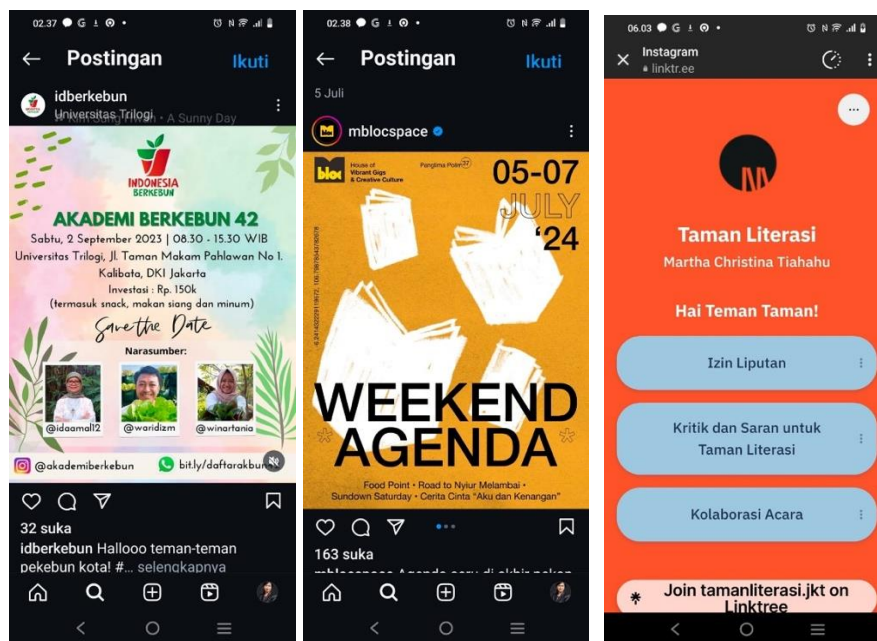 02.37
Postingan
Ikuti
idberkebun
Universitas Trilogi
A Sunny Day
INDONESIA
BERKEBUN
AKADEMI BERKEBUN 42
Sabtu, 2 September 2023 | 08.30 - 15.30 WIB
Universitas Trilogi, Jl. Taman Makam Pahlawan No 1.
Kalibata, DKI Jakarta
Investasi : Rp. 150k
(termasuk snack, makan siang dan minum)
Save the Date
Narasumber:
@idaamal12
@waridizm
@winartania
@akademiberkebun
32 suka
idberkebun Hallooo teman-teman
pekebun kota! #... selengkapnya
02.38
Postingan
Ikuti
5 Juli
mblocspace
M
bloc
House of
Vibrant Gigs
& Creative Culture
Panglima Polim 37
05-07
JULY
'24
WEEKEND
AGENDA
Food Point • Road to Nyiur Melambai •
Sundown Saturday • Cerita Cinta "Aku dan Kenangan"
163 suka
06.03
Instagram
linktr.ee
Taman Literasi
Martha Christina Tiahahu
Hai Teman Taman!
Izin Liputan
Kritik dan Saran untuk
Taman Literasi
Kolaborasi Acara
Join tamanliterasi.jkt on
Linktree